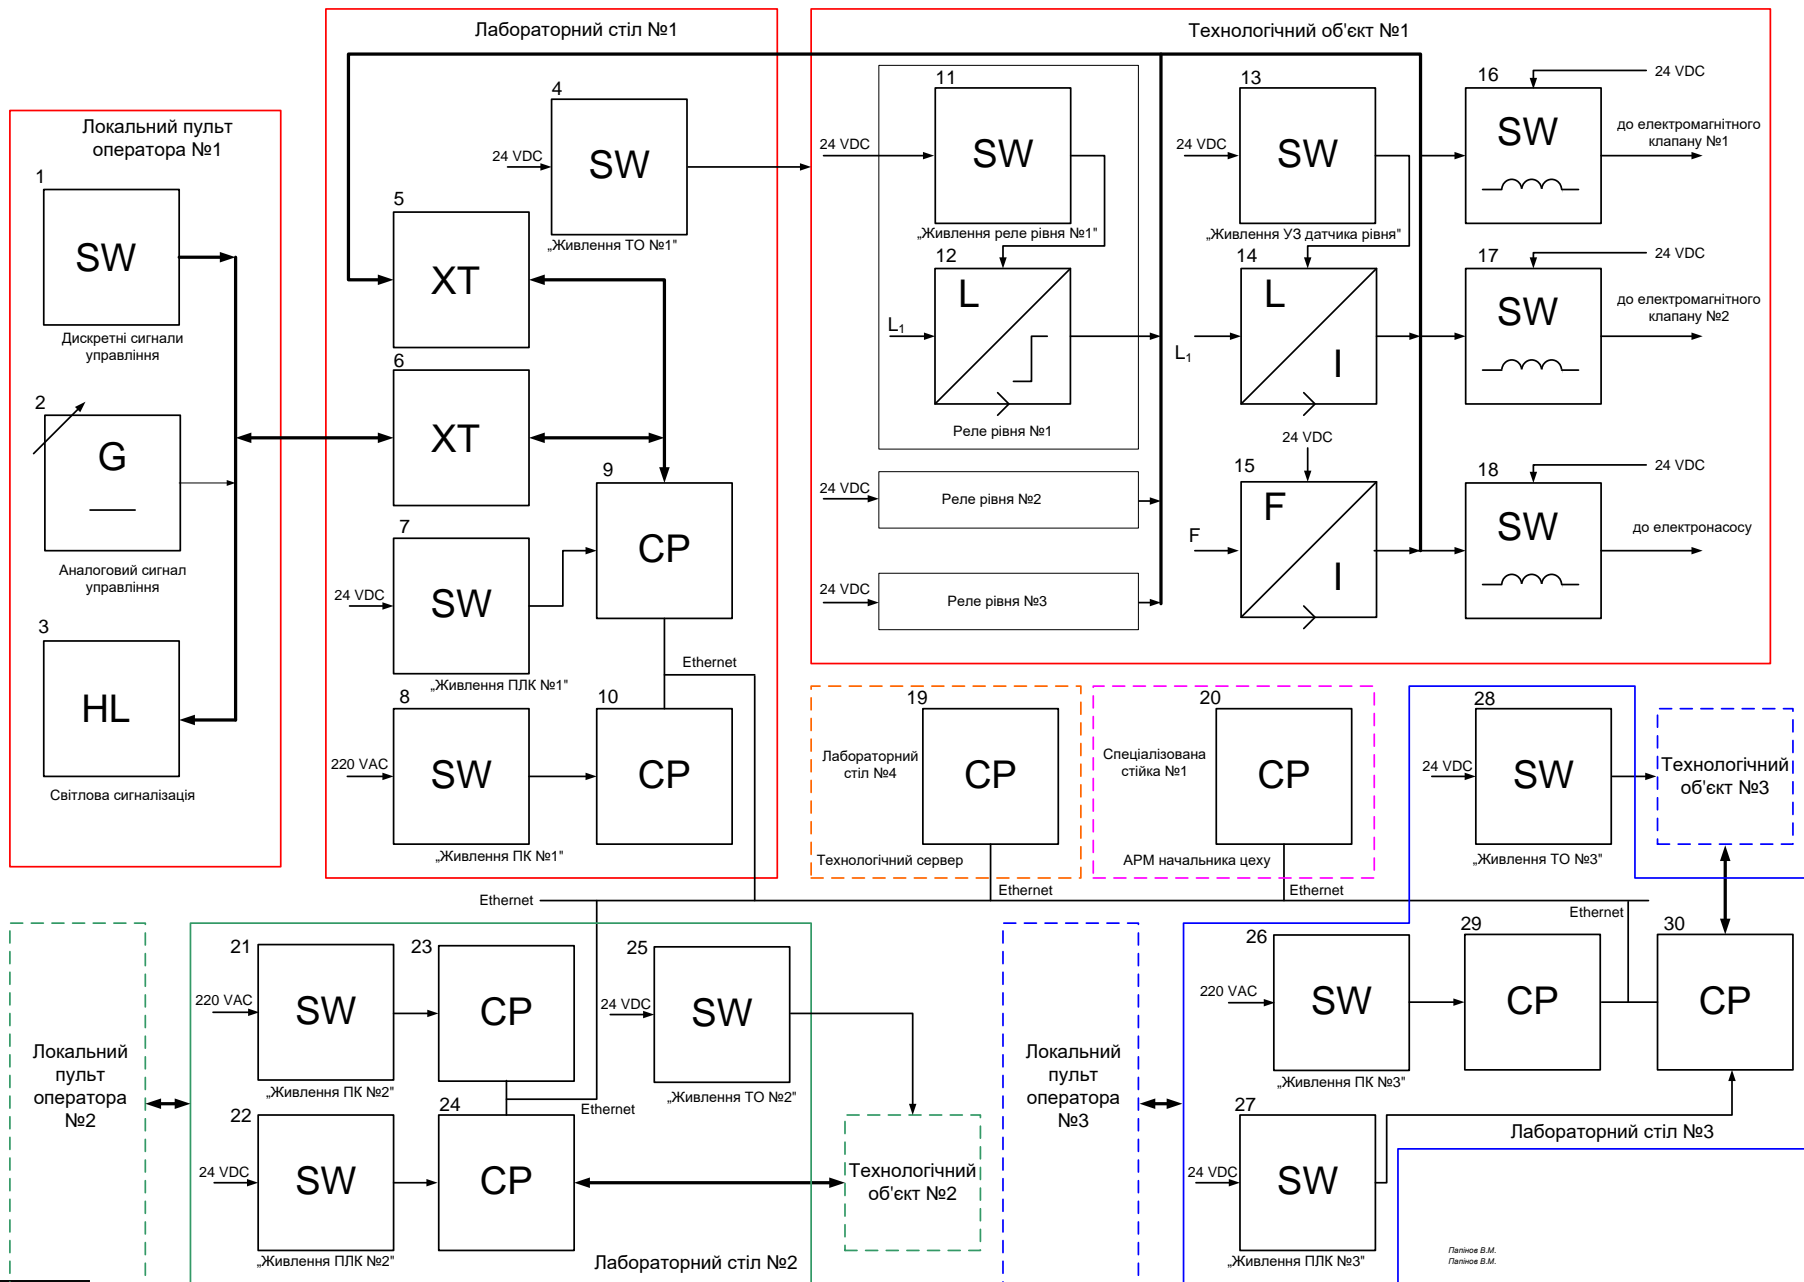 Локальний пульт
оператора №1
1
SW
Дискретні сигнали
управління
2
G
Аналоговий сигнал
управління
3
HL
Світлова сигналізація
Лабораторний стіл №1
4
24 VDC
SW
„Живлення ТО №1"
5
XT
6
XT
7
24 VDC
SW
„Живлення ПЛК №1"
8
220 VAC
SW
„Живлення ПК №1"
9
CP
Ethernet
10
CP
Технологічний об'єкт №1
11
24 VDC
SW
„Живлення реле рівня №1"
12
L
L1
Реле рівня №1
24 VDC
Реле рівня №2
24 VDC
Реле рівня №3
13
24 VDC
SW
„Живлення УЗ датчика рівня"
14
L
I
L1
24 VDC
15
F
I
F
16
24 VDC
SW
до електромагнітного
клапану №1
17
24 VDC
SW
до електромагнітного
клапану №2
18
24 VDC
SW
до електронасосу
19
Лабораторний
стіл №4
CP
Технологічний сервер
Ethernet
20
Спеціалізована
стійка №1
CP
АРМ начальника цеху
Ethernet
28
24 VDC
SW
„Живлення ТО №3"
Технологічний
об'єкт №3
Ethernet
Ethernet
Локальний
пульт
оператора
№2
21
220 VAC
SW
„Живлення ПК №2"
22
24 VDC
SW
„Живлення ПЛК №2"
23
CP
24
Ethernet
CP
25
24 VDC
SW
„Живлення ТО №2"
Технологічний
об'єкт №2
Лабораторний стіл №2
Локальний
пульт
оператора
№3
26
220 VAC
SW
„Живлення ПК №3"
27
24 VDC
SW
„Живлення ПЛК №3"
29
CP
30
CP
Лабораторний стіл №3
Папінов В.М.
Папінов В.М.